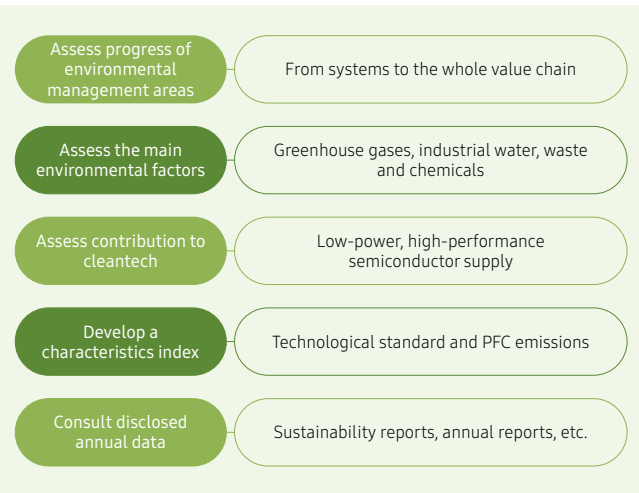 Assess progress of
environmental
management areas
From systems to the whole value chain
Assess the main
environmental factors
Greenhouse gases, industrial water, waste
and chemicals
Assess contribution to
cleantech
Low-power, high-performance
semiconductor supply
Develop a
characteristics index
Technological standard and PFC emissions
Consult disclosed
annual data
Sustainability reports, annual reports, etc.